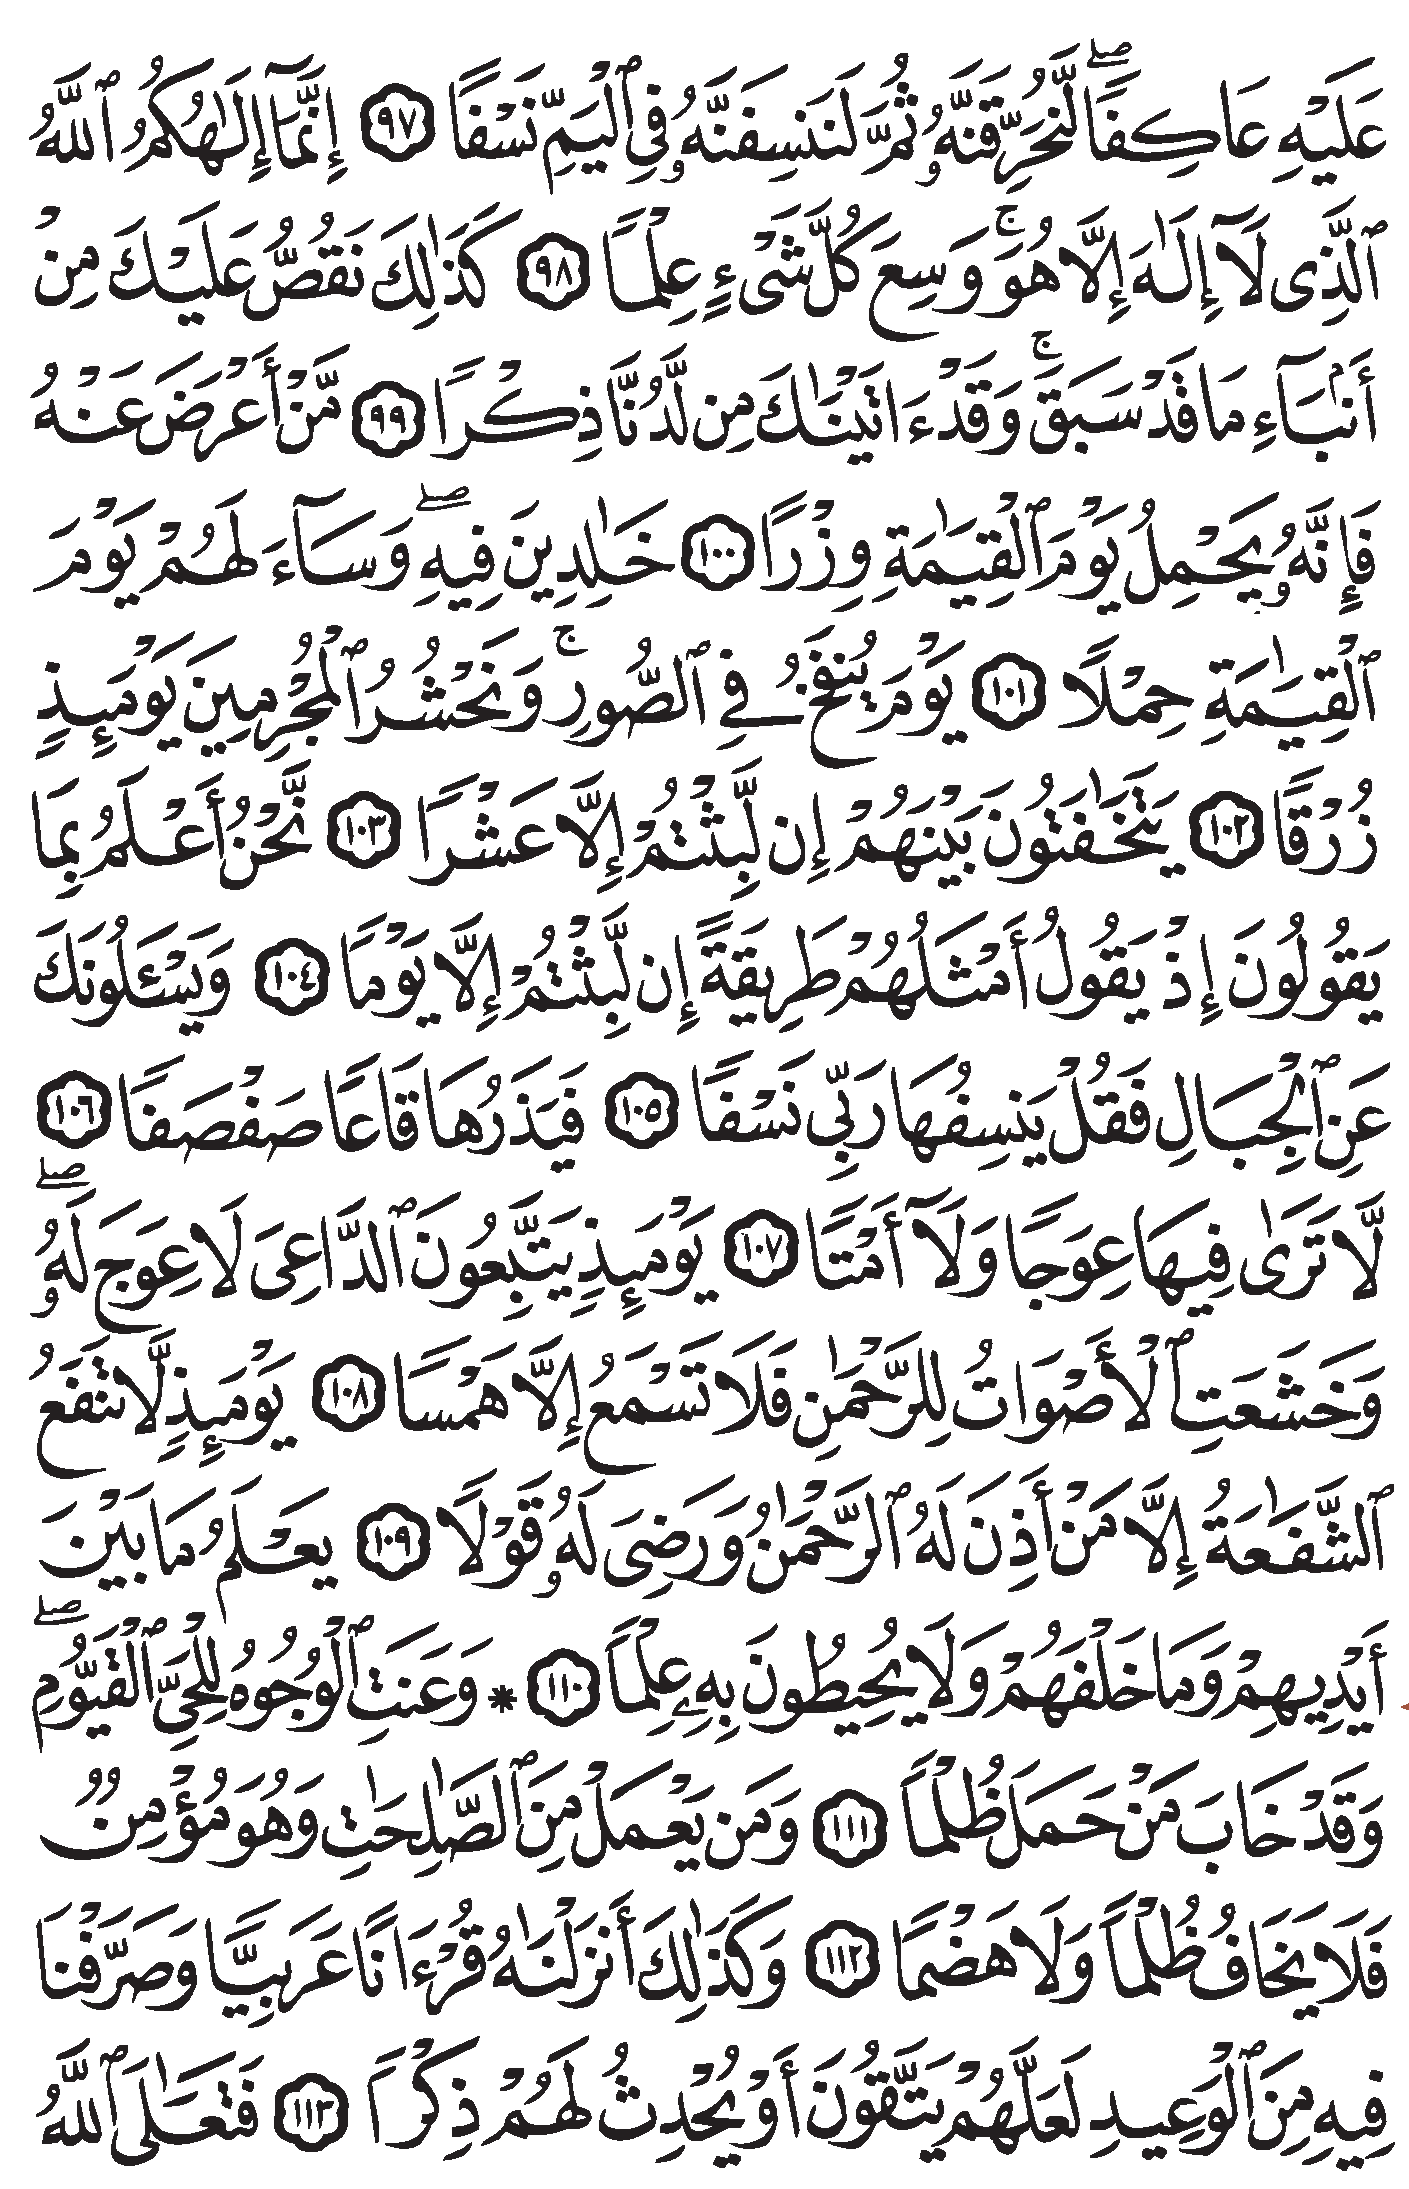 عَلَيْهِ عَاكِفًاۖ لَّنُحَرِّقَنَّهُۥ ثُمَّ لَنَنسِفَنَّهُۥ فِي ٱلْيَمِّ نَسْفًا ٩٧ إِنَّمَآ إِلَٰهُكُمُ ٱللَّهُ
ٱلَّذِى لَآ إِلَٰهَ إِلَّا هُوَۚ وَسِعَ كُلَّ شَىْءٍ عِلْمًا ٩٨ كَذَٰلِكَ نَقُصُّ عَلَيْكَ مِنْ
أَنۢبَآءِ مَا قَدْ سَبَقَۚ وَقَدْ ءَاتَيْنَٰكَ مِن لَّدُنَّا ذِكْرًا ٩٩ مَّنْ أَعْرَضَ عَنْهُ
فَإِنَّهُۥ يَحْمِلُ يَوْمَ ٱلْقِيَٰمَةِ وِزْرًا ١٠٠ خَٰلِدِينَ فِيهِۖ وَسَآءَ لَهُمْ يَوْمَ
ٱلْقِيَٰمَةِ حِمْلًا ١٠١ يَوْمَ يُنفَخُ فِي ٱلصُّورِۚ وَنَحْشُرُ ٱلْمُجْرِمِينَ يَوْمَئِذٍ
زُرْقًا ١٠٢ يَتَخَٰفَتُونَ بَيْنَهُمْ إِن لَّبِثْتُمْ إِلَّا عَشْرًا ١٠٣ نَّحْنُ أَعْلَمُ بِمَا
يَقُولُونَ إِذْ يَقُولُ أَمْثَلُهُمْ طَرِيقَةً إِن لَّبِثْتُمْ إِلَّا يَوْمًا ١٠٤ وَيَسْـَٔلُونَكَ
عَنِ ٱلْجِبَالِ فَقُلْ يَنسِفُهَا رَبِّى نَسْفًا ١٠٥ فَيَذَرُهَا قَاعًا صَفْصَفًا ١٠٦
لَّا تَرَىٰ فِيهَا عِوَجًا وَلَآ أَمْتًا ١٠٧ يَوْمَئِذٍ يَتَّبِعُونَ ٱلدَّاعِىَ لَا عِوَجَ لَهُۥۖ
وَخَشَعَتِ ٱلْأَصْوَاتُ لِلرَّحْمَٰنِ فَلَا تَسْمَعُ إِلَّا هَمْسًا ١٠٨ يَوْمَئِذٍ لَّا تَنفَعُ
ٱلشَّفَٰعَةُ إِلَّا مَنْ أَذِنَ لَهُ ٱلرَّحْمَٰنُ وَرَضِىَ لَهُۥ قَوْلًا ١٠٩ يَعْلَمُ مَا بَيْنَ
أَيْدِيهِمْ وَمَا خَلْفَهُمْ وَلَا يُحِيطُونَ بِهِۦ عِلْمًا ١١٠ * وَعَنَتِ ٱلْوُجُوهُ لِلْحَىِّ ٱلْقَيُّومِۖ
وَقَدْ خَابَ مَنْ حَمَلَ ظُلْمًا ١١١ وَمَن يَعْمَلْ مِنَ ٱلصَّٰلِحَٰتِ وَهُوَ مُؤْمِنٌ
فَلَا يَخَافُ ظُلْمًا وَلَا هَضْمًا ١١٢ وَكَذَٰلِكَ أَنزَلْنَٰهُ قُرْءَانًا عَرَبِيًّا وَصَرَّفْنَا
فِيهِ مِنَ ٱلْوَعِيدِ لَعَلَّهُمْ يَتَّقُونَ أَوْ يُحْدِثُ لَهُمْ ذِكْرًا ١١٣ فَتَعَٰلَى ٱللَّهُ